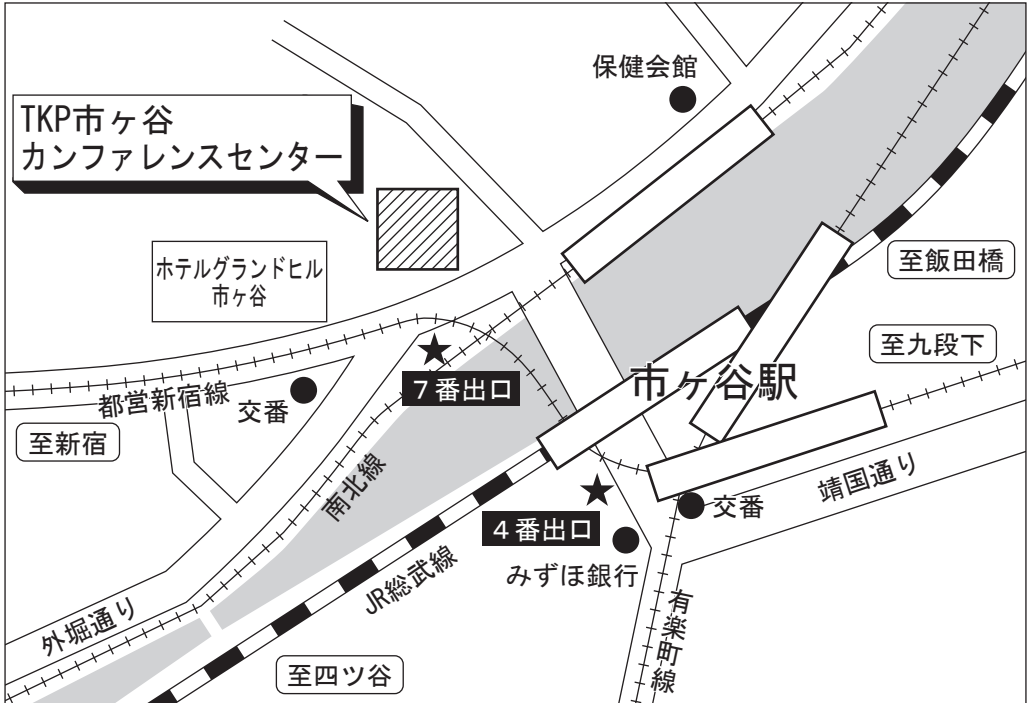 保健会館
TKP市ヶ谷
カンファレンスセンター
ホテルグランドヒル
市ヶ谷
至飯田橋
至九段下
市ヶ谷駅
7番出口
都営新宿線
交番
至新宿
南北線
靖国通り
交番
4番出口
みずほ銀行
JR総武線
有楽町線
外堀通り
至四ツ谷